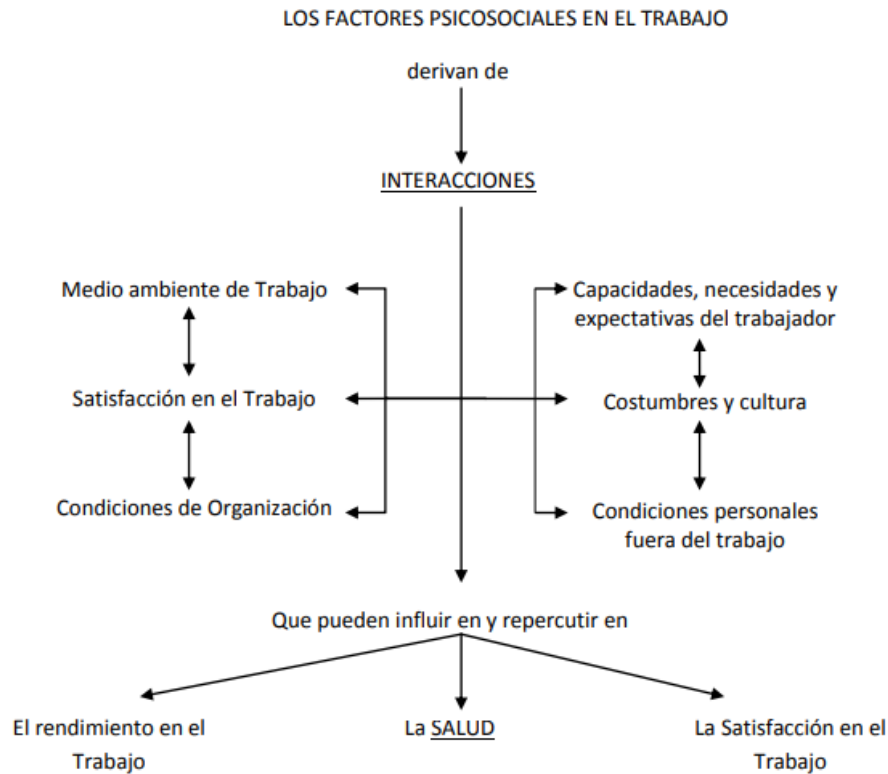 LOS FACTORES PSICOSOCIALES EN EL TRABAJO
derivan de
INTERACCIONES
Medio ambiente de Trabajo
Capacidades, necesidades y
expectativas del trabajador
Satisfacción en el Trabajo
Costumbres y cultura
Condiciones de Organización
Condiciones personales
fuera del trabajo
Que pueden influir en y repercutir en
El rendimiento en el
Trabajo
La SALUD
La Satisfacción en el
Trabajo